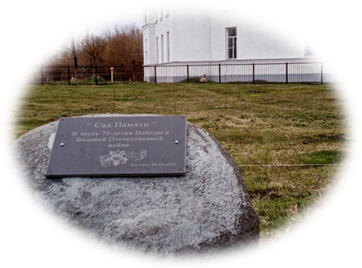 " Сад Памяти "
В честь 75-летия Победы в
Великой Отечественной
войне